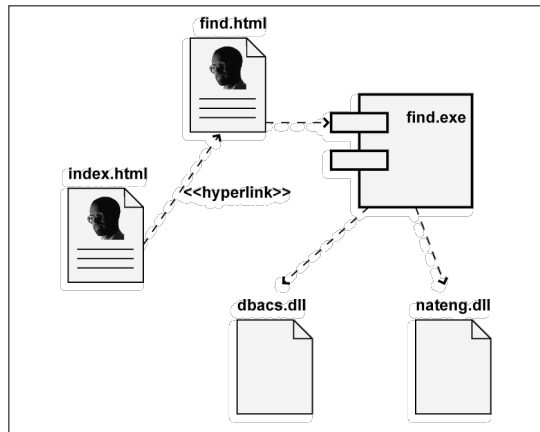 find.html
find.exe
index.html
<<hyperlink>>
dbacs.dll
nateng.dll